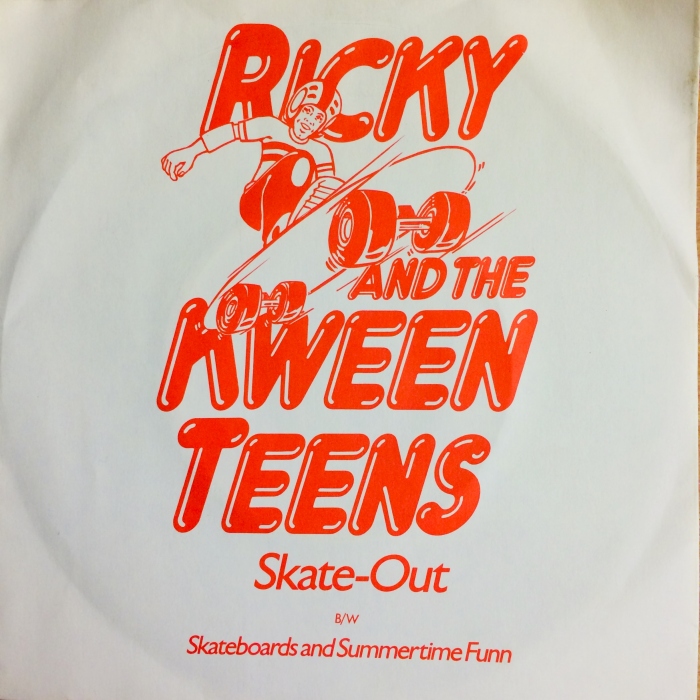 RICKY
AND THE
KWEEN
TEENS
Skate-Out
B/W
Skateboards and Summertime Funn